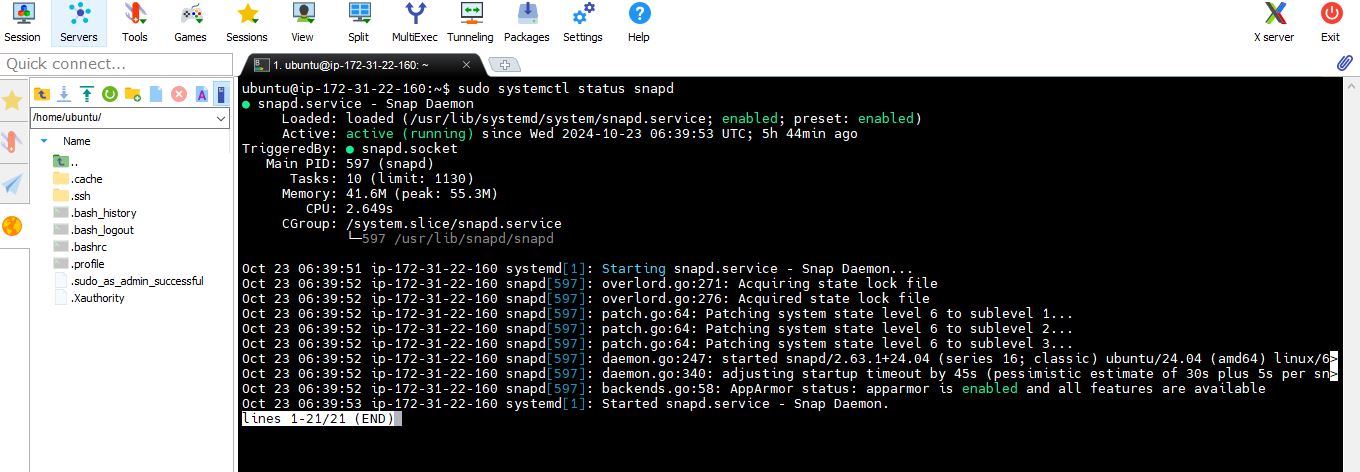 Session Servers Tools Games Sessions View Split MultiExec Tunneling Packages Settings Help X server Exit
Quick connect...
1. ubuntu@ip-172-31-22-160: ~
/home/ubuntu/
Name
..
.cache
.ssh
.bash_history
.bash_logout
.bashrc
.profile
.sudo_as_admin_successful
.Xauthority
ubuntu@ip-172-31-22-160:~$ sudo systemctl status snapd
● snapd.service - Snap Daemon
     Loaded: loaded (/usr/lib/systemd/system/snapd.service; enabled; preset: enabled)
     Active: active (running) since Wed 2024-10-23 06:39:53 UTC; 5h 44min ago
TriggeredBy: ● snapd.socket
   Main PID: 597 (snapd)
      Tasks: 10 (limit: 1130)
     Memory: 41.6M (peak: 55.3M)
        CPU: 2.649s
     CGroup: /system.slice/snapd.service
             └─597 /usr/lib/snapd/snapd
Oct 23 06:39:51 ip-172-31-22-160 systemd[1]: Starting snapd.service - Snap Daemon...
Oct 23 06:39:52 ip-172-31-22-160 snapd[597]: overlord.go:271: Acquiring state lock file
Oct 23 06:39:52 ip-172-31-22-160 snapd[597]: overlord.go:276: Acquired state lock file
Oct 23 06:39:52 ip-172-31-22-160 snapd[597]: patch.go:64: Patching system state level 6 to sublevel 1...
Oct 23 06:39:52 ip-172-31-22-160 snapd[597]: patch.go:64: Patching system state level 6 to sublevel 2...
Oct 23 06:39:52 ip-172-31-22-160 snapd[597]: patch.go:64: Patching system state level 6 to sublevel 3...
Oct 23 06:39:52 ip-172-31-22-160 snapd[597]: daemon.go:247: started snapd/2.63.1+24.04 (series 16; classic) ubuntu/24.04 (amd64) linux/6>
Oct 23 06:39:52 ip-172-31-22-160 snapd[597]: daemon.go:340: adjusting startup timeout by 45s (pessimistic estimate of 30s plus 5s per sn>
Oct 23 06:39:52 ip-172-31-22-160 snapd[597]: backends.go:58: AppArmor status: apparmor is enabled and all features are available
Oct 23 06:39:53 ip-172-31-22-160 systemd[1]: Started snapd.service - Snap Daemon.
lines 1-21/21 (END)